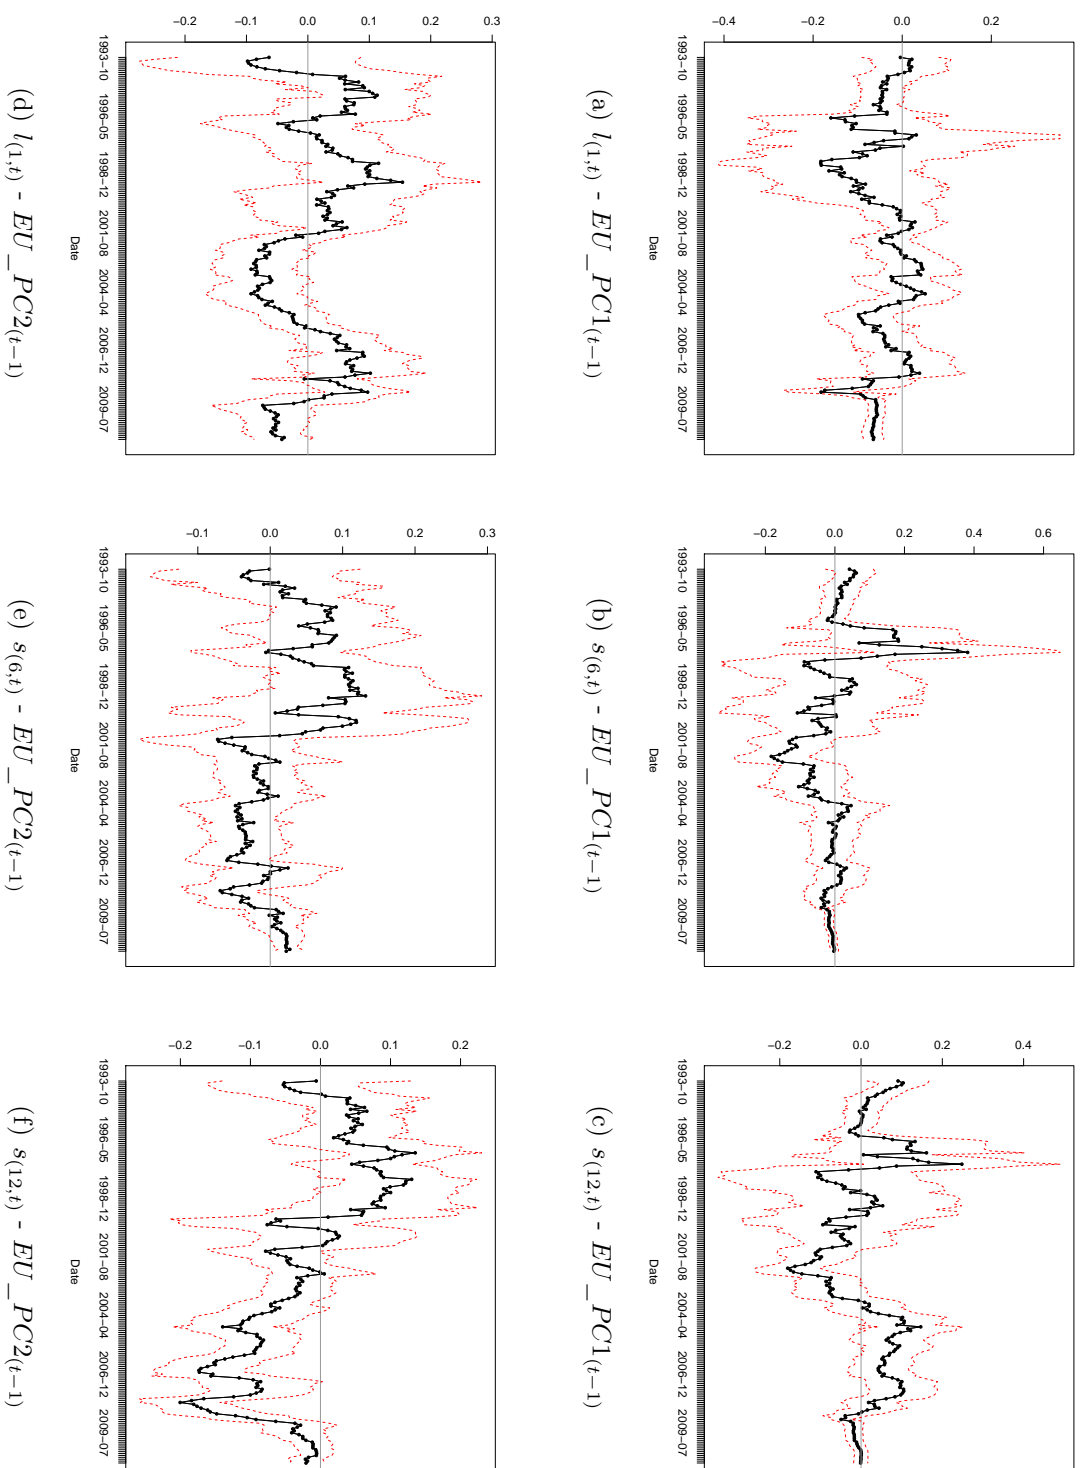 −0.4 −0.2 0.0 0.2
1993−10 1996−05 1998−12 2001−08 2004−04 2006−12 2009−07
Date
(a) l(1,t) - EU_PC1(t−1)
−0.2 0.0 0.2 0.4 0.6
1993−10 1996−05 1998−12 2001−08 2004−04 2006−12 2009−07
Date
(b) s(6,t) - EU_PC1(t−1)
−0.2 0.0 0.2 0.4
1993−10 1996−05 1998−12 2001−08 2004−04 2006−12 2009−07
Date
(c) s(12,t) - EU_PC1(t−1)
−0.2 −0.1 0.0 0.1 0.2 0.3
1993−10 1996−05 1998−12 2001−08 2004−04 2006−12 2009−07
Date
(d) l(1,t) - EU_PC2(t−1)
−0.1 0.0 0.1 0.2 0.3
1993−10 1996−05 1998−12 2001−08 2004−04 2006−12 2009−07
Date
(e) s(6,t) - EU_PC2(t−1)
−0.2 −0.1 0.0 0.1 0.2
1993−10 1996−05 1998−12 2001−08 2004−04 2006−12 2009−07
Date
(f) s(12,t) - EU_PC2(t−1)